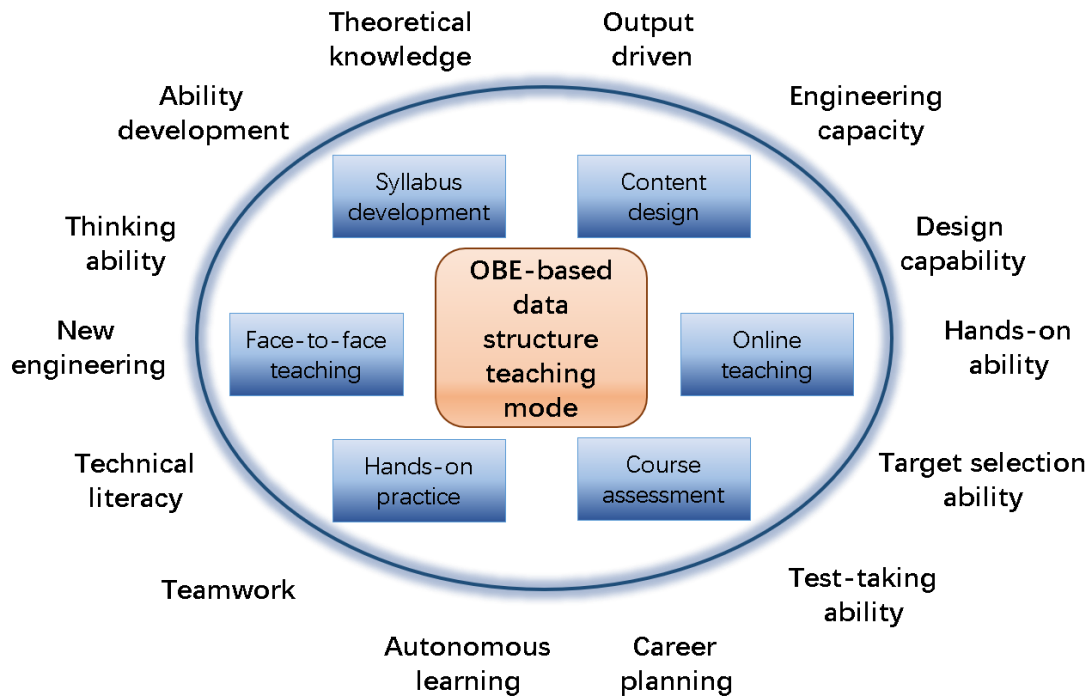 Theoretical
knowledge
Output
driven
Ability
development
Engineering
capacity
Syllabus
development
Content
design
Thinking
ability
Design
capability
OBE-based
data
structure
teaching
mode
New
engineering
Face-to-face
teaching
Online
teaching
Hands-on
ability
Technical
literacy
Hands-on
practice
Course
assessment
Target selection
ability
Teamwork
Test-taking
ability
Autonomous
learning
Career
planning